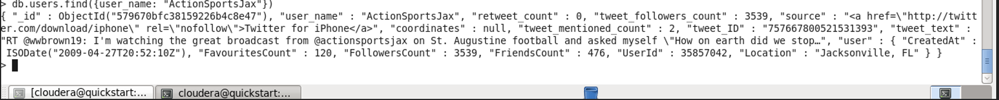 > db.users.find({user_name: "ActionSportsJax"})
{ "_id" : ObjectId("579670bfc38159226b4c8e47"), "user_name" : "ActionSportsJax", "retweet_count" : 0, "tweet_followers_count" : 3539, "source" : "<a href=\"http://twitt
er.com/download/iphone\" rel=\"nofollow\">Twitter for iPhone</a>", "coordinates" : null, "tweet_mentioned_count" : 2, "tweet_ID" : "757667800521531393", "tweet_text" :
"RT @wwbrown19: I'm watching the great broadcast from @actionsportsjax on St. Augustine football and asked myself \"How on earth did we stop…", "user" : { "CreatedAt" :
ISODate("2009-04-27T20:52:10Z"), "FavouritesCount" : 120, "FollowersCount" : 3539, "FriendsCount" : 476, "UserId" : 35857042, "Location" : "Jacksonville, FL" } }
>
[cloudera@quickstart:... cloudera@quickstart:...